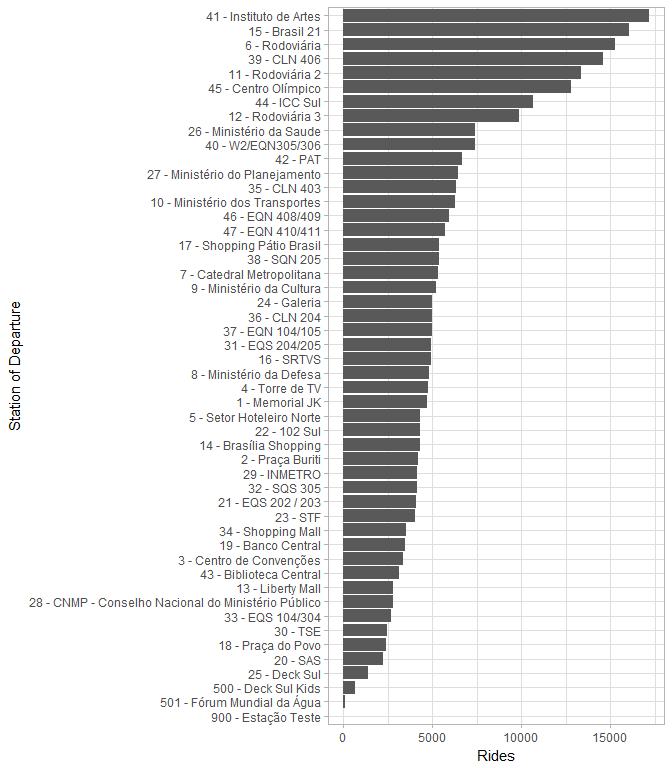 41 - Instituto de Artes
15 - Brasil 21
6 - Rodoviária
39 - CLN 406
11 - Rodoviária 2
45 - Centro Olímpico
44 - ICC Sul
12 - Rodoviária 3
26 - Ministério da Saude
40 - W2/EQN305/306
42 - PAT
27 - Ministério do Planejamento
35 - CLN 403
10 - Ministério dos Transportes
46 - EQN 408/409
47 - EQN 410/411
17 - Shopping Pátio Brasil
38 - SQN 205
7 - Catedral Metropolitana
9 - Ministério da Cultura
24 - Galeria
36 - CLN 204
37 - EQN 104/105
31 - EQS 204/205
16 - SRTVS
8 - Ministério da Defesa
4 - Torre de TV
1 - Memorial JK
5 - Setor Hoteleiro Norte
22 - 102 Sul
14 - Brasília Shopping
2 - Praça Buriti
29 - INMETRO
32 - SQS 305
21 - EQS 202 / 203
23 - STF
34 - Shopping Mall
19 - Banco Central
3 - Centro de Convenções
43 - Biblioteca Central
13 - Liberty Mall
28 - CNMP - Conselho Nacional do Ministério Público
33 - EQS 104/304
30 - TSE
18 - Praça do Povo
20 - SAS
25 - Deck Sul
500 - Deck Sul Kids
501 - Fórum Mundial da Água
900 - Estação Teste
Station of Departure
0 5000 10000 15000
Rides